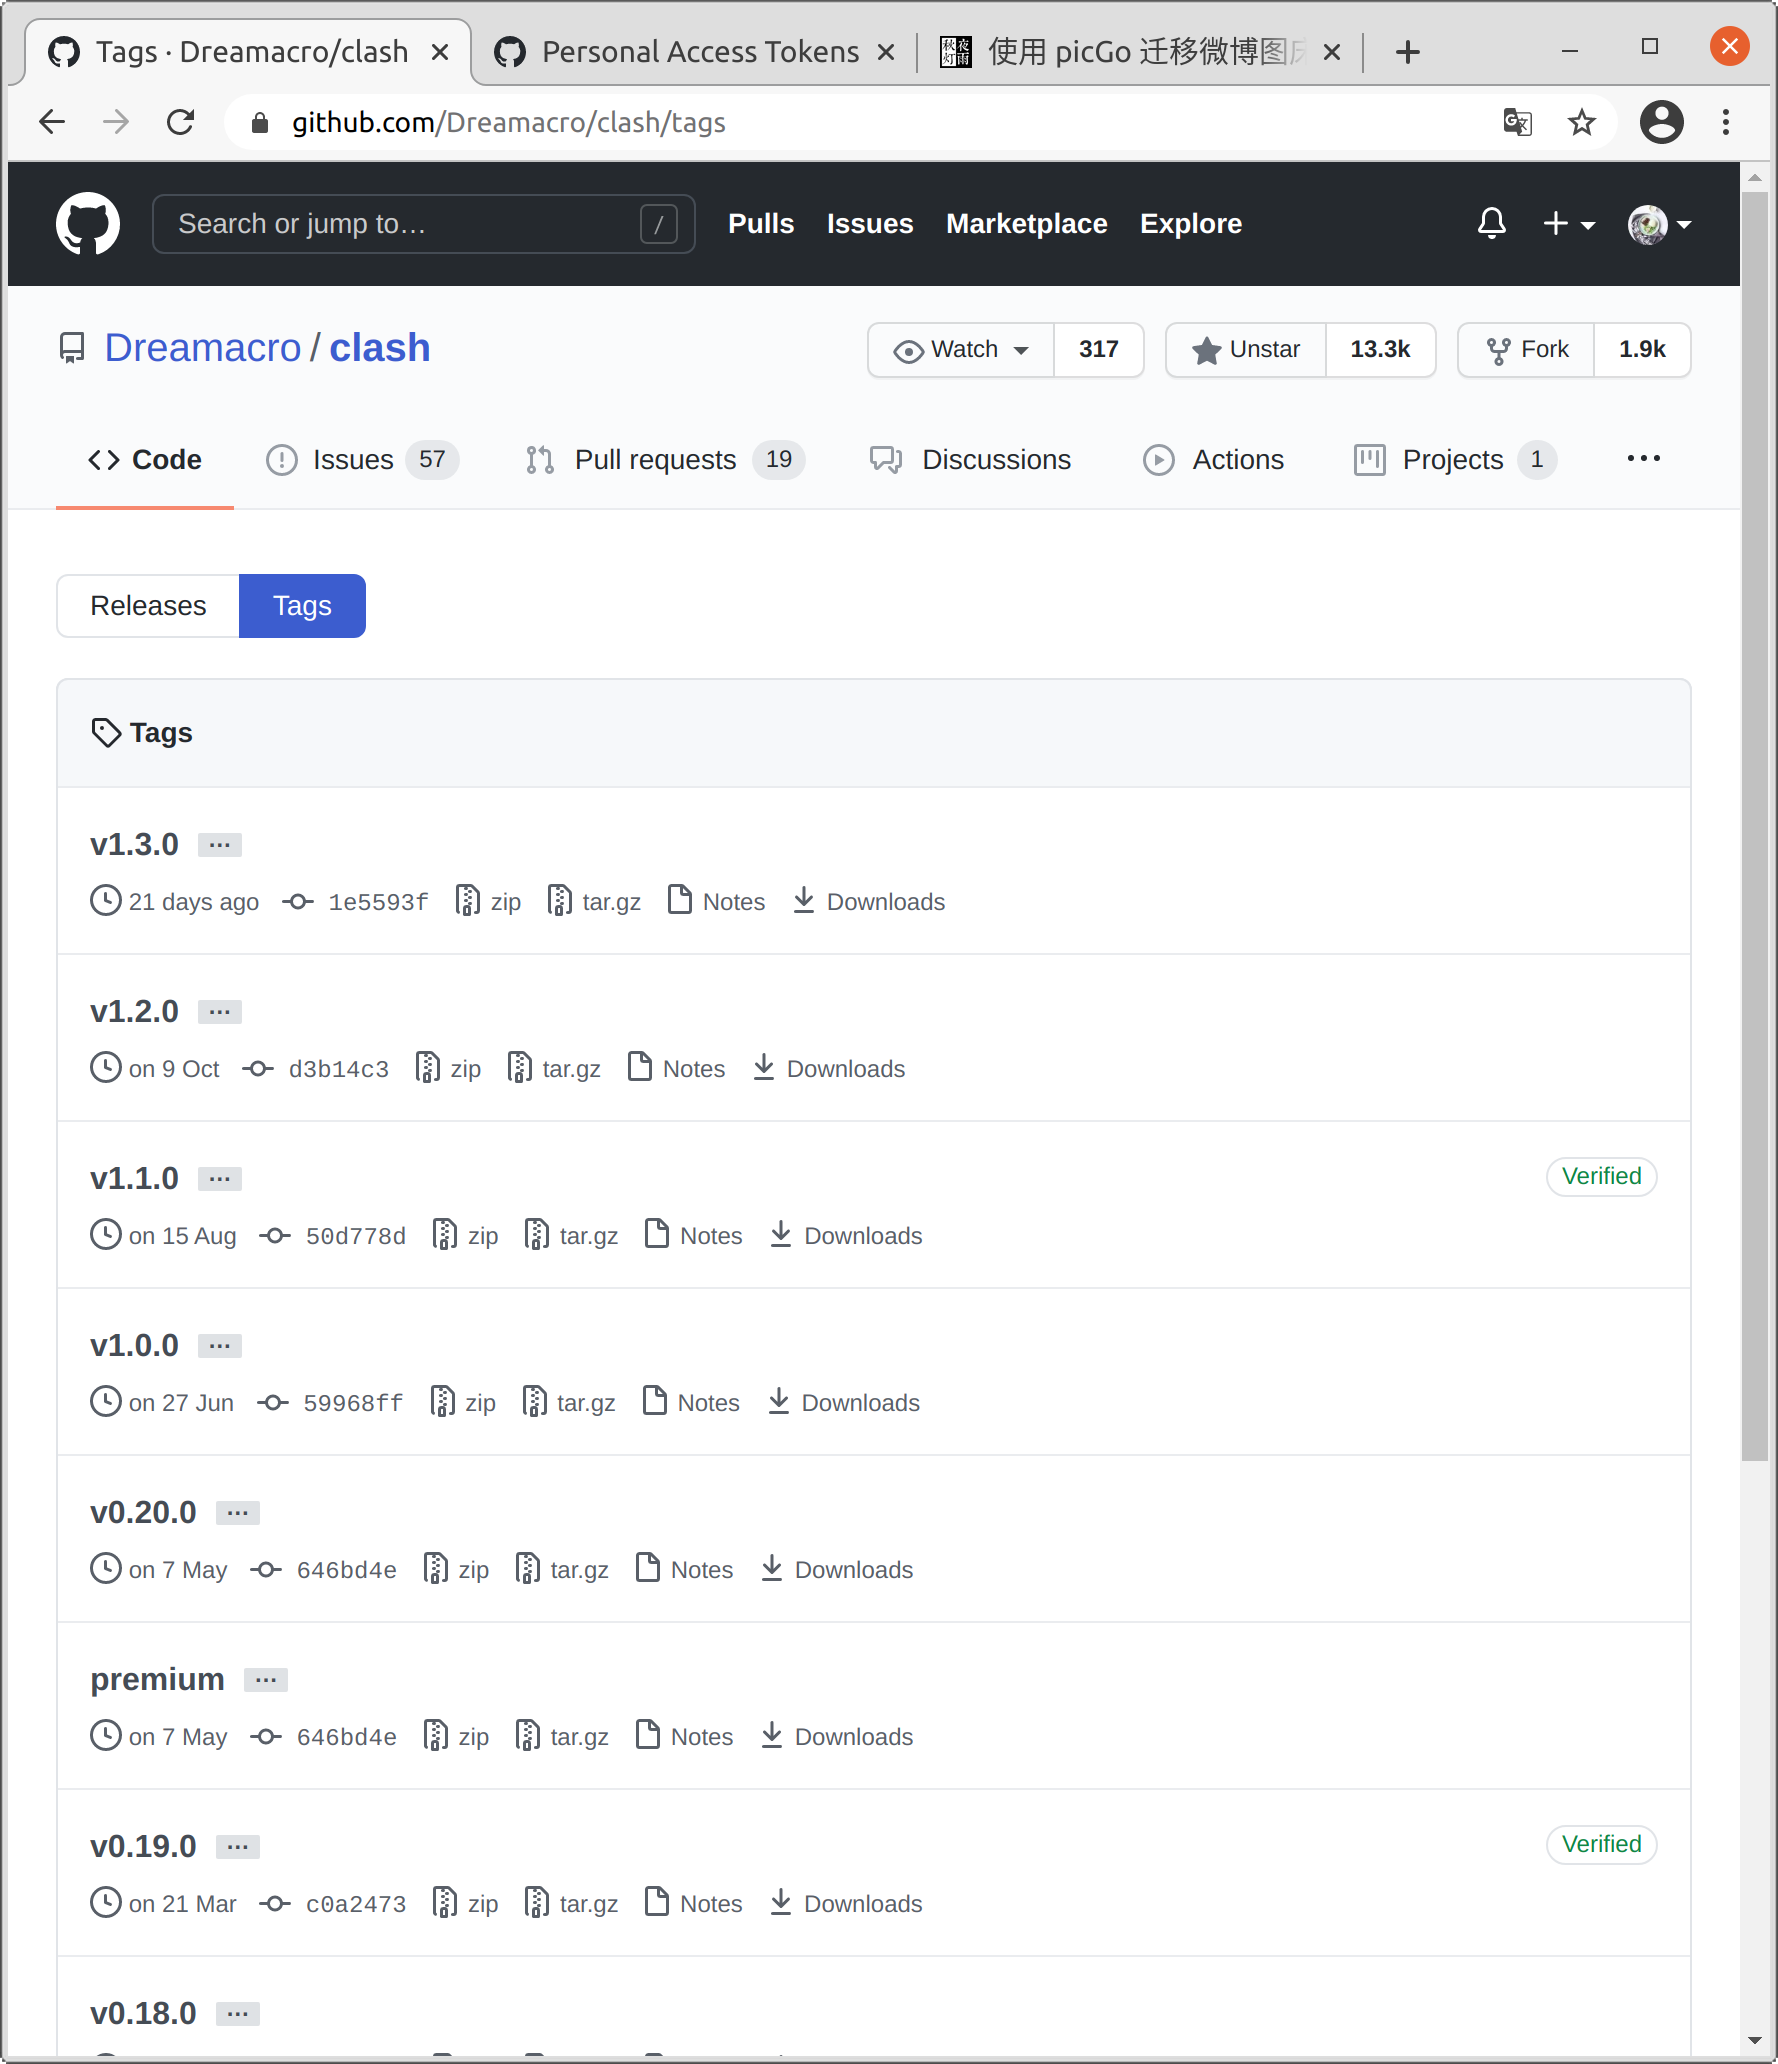 Tags · Dreamacro/clash
Personal Access Tokens
秋 夜 灯 雨
使用 picGo 迁移微博图
github.com/Dreamacro/clash/tags
Search or jump to…
/
Pulls
Issues
Marketplace
Explore
Dreamacro / clash
Watch
317
Unstar
13.3k
Fork
1.9k
Code
Issues 57
Pull requests 19
Discussions
Actions
Projects 1
Releases
Tags
Tags
v1.3.0
21 days ago 1e5593f zip tar.gz Notes Downloads
v1.2.0
on 9 Oct d3b14c3 zip tar.gz Notes Downloads
v1.1.0
Verified
on 15 Aug 50d778d zip tar.gz Notes Downloads
v1.0.0
on 27 Jun 59968ff zip tar.gz Notes Downloads
v0.20.0
on 7 May 646bd4e zip tar.gz Notes Downloads
premium
on 7 May 646bd4e zip tar.gz Notes Downloads
v0.19.0
Verified
on 21 Mar c0a2473 zip tar.gz Notes Downloads
v0.18.0